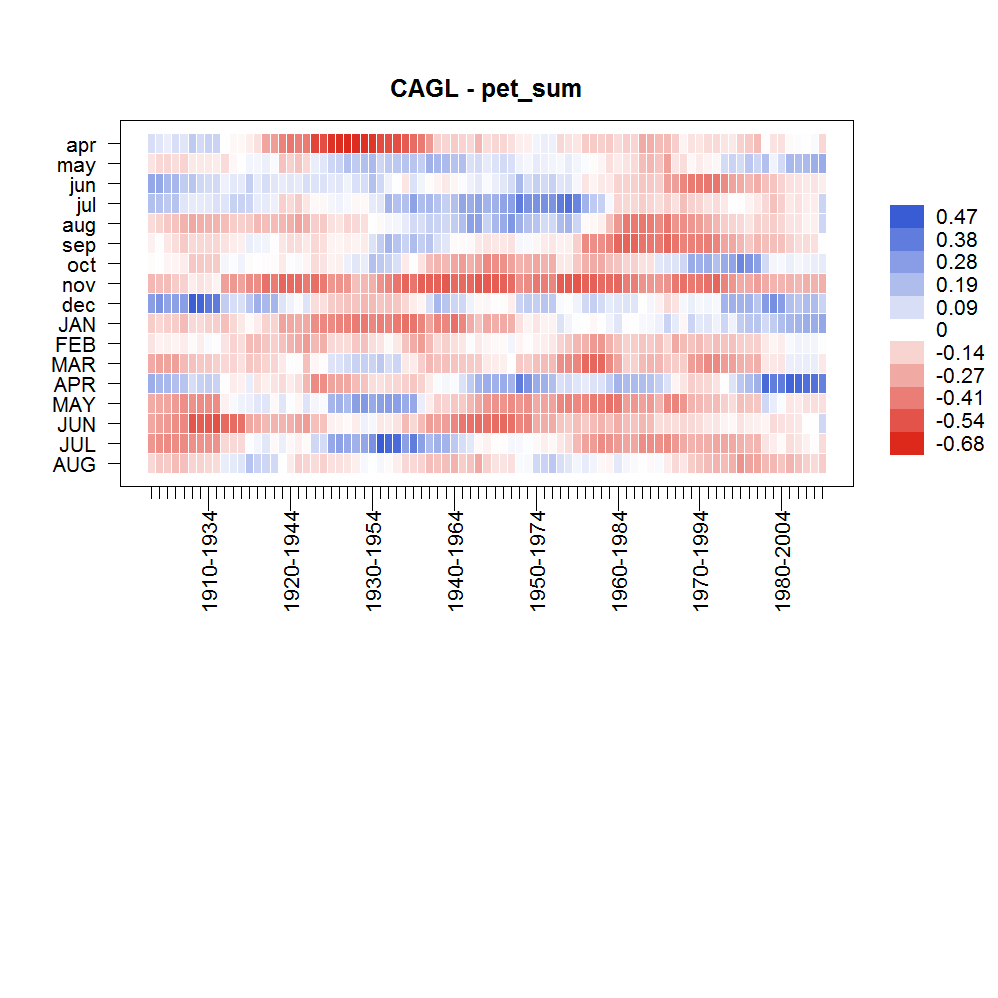 CAGL - pet_sum
apr
may
jun
jul
aug
sep
oct
nov
dec
JAN
FEB
MAR
APR
MAY
JUN
JUL
AUG
0.47
0.38
0.28
0.19
0.09
0
-0.14
-0.27
-0.41
-0.54
-0.68
1910-1934
1920-1944
1930-1954
1940-1964
1950-1974
1960-1984
1970-1994
1980-2004